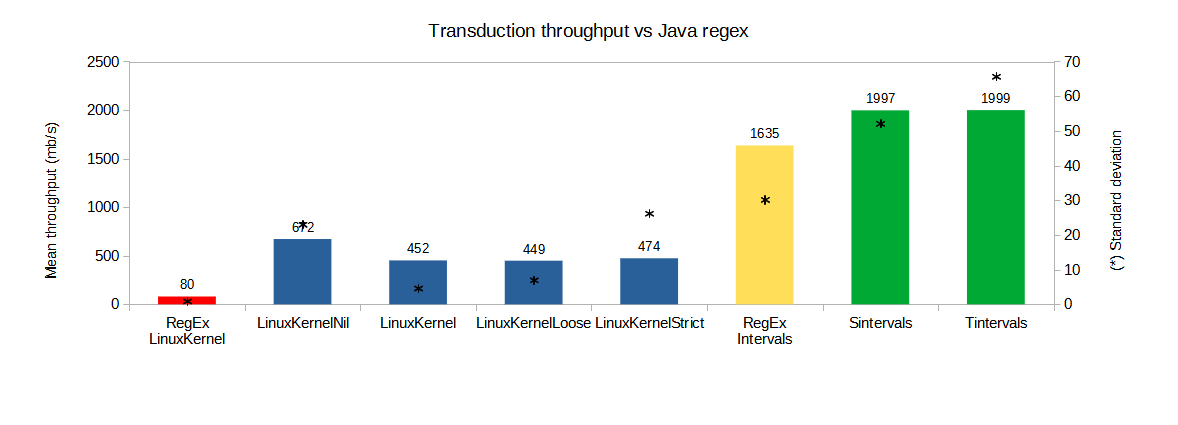 Transduction throughput vs Java regex
Mean throughput (mb/s)
2500
2000
1500
1000
500
0
70
60
50
40
30
20
10
0
(*) Standard deviation
80
672
452
449
474
1635
1997
1999
RegEx
LinuxKernel
LinuxKernelNil
LinuxKernel
LinuxKernelLoose
LinuxKernelStrict
RegEx
Intervals
Sintervals
Tintervals